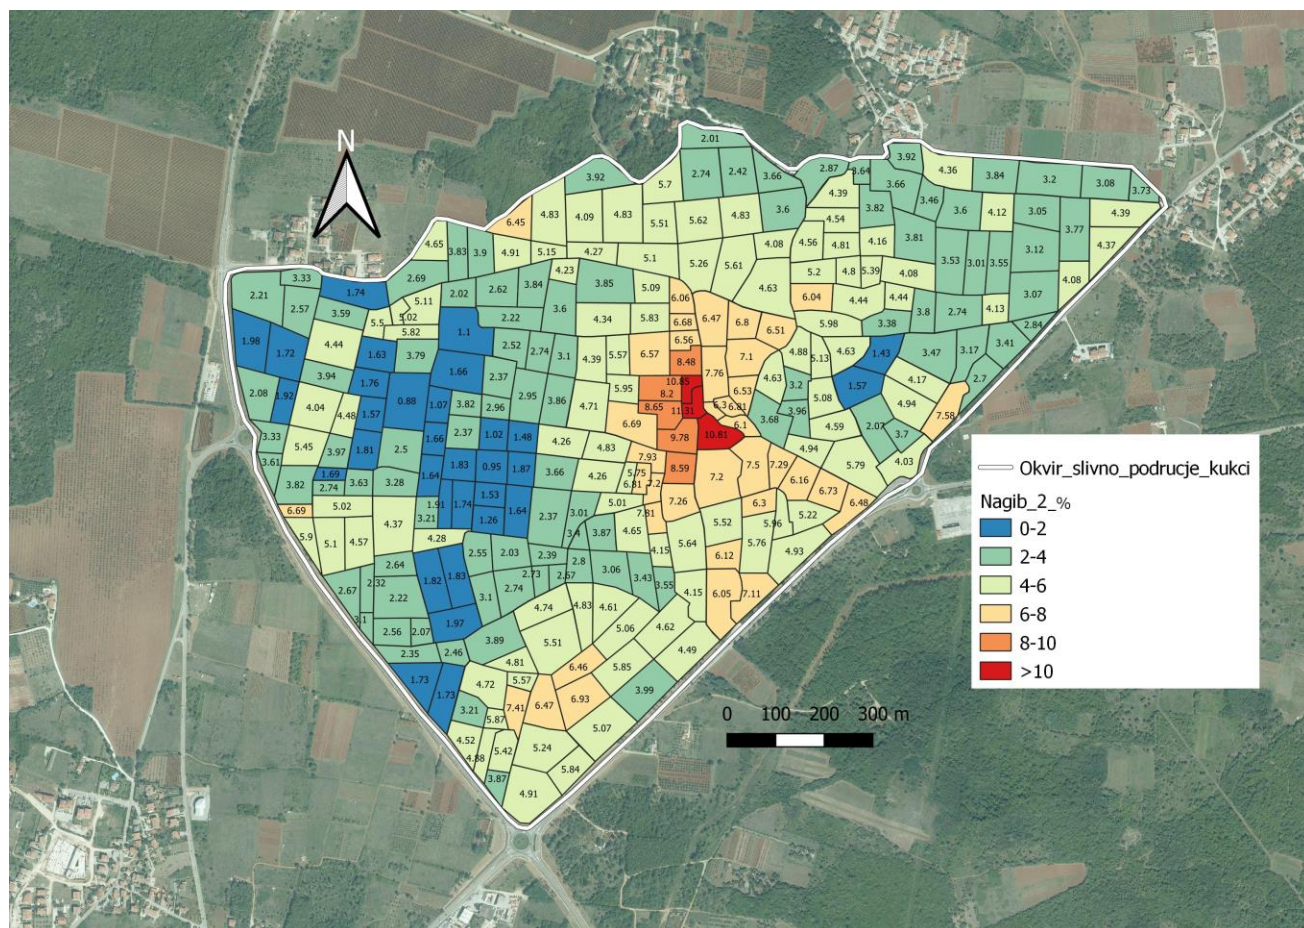 N
2.01
3.92
2.74 2.42 3.66 2.87 3.64 3.92 4.36 3.84 3.2 3.08 3.73
5.7 4.39 3.66 3.46
6.45 4.83 4.09 4.83 5.51 5.62 4.83 3.6 4.54 3.82 3.6 4.12 3.05 4.39
4.65 3.83 3.9 4.91 5.15 4.27 5.1 5.26 5.61 4.08 4.56 4.81 4.16 3.81 3.12 3.77 4.37
3.33 2.69 4.23 5.2 4.8 5.39 4.08 3.53 3.01 3.55 4.08
2.21 1.74 5.11 2.02 2.62 3.84 3.85 5.09 6.06 4.63 6.04 4.44 4.44 3.07
2.57 3.59 5.5 5.02 2.22 3.6 4.34 5.83 6.68 6.47 6.8 6.51 5.98 3.38 3.8 2.74 4.13 2.84
1.98 1.72 4.44 1.63 5.82 1.1 2.52 2.74 3.1 4.39 5.57 6.57 6.56 7.1 4.88 5.13 4.63 1.43 3.47 3.17 3.41
3.79 8.48 7.76
3.94 1.76 1.66 2.37 5.95 10.85 4.63 3.2 1.57 4.17 2.7
2.08 1.92 0.88 2.95 3.86 8.2 6.53 5.08 4.94
4.04 4.48 1.57 1.07 3.82 2.96 4.71 8.65 11.31 6.3 6.81 3.96 7.58
3.33 1.66 2.37 1.02 1.48 6.69 9.78 10.81 6.1 3.68 4.59 2.07 3.7
3.61 5.45 3.97 1.81 2.5 4.26 4.83 7.93 4.94
3.82 1.69 3.63 3.28 1.64 1.83 0.95 1.87 3.66 4.26 5.75 8.59 7.2 7.5 7.29 5.79 4.03
2.74 6.81 7.2 6.16 6.73
6.69 5.02 1.91 1.74 1.53 1.64 5.01 7.26 6.3 6.48
4.37 3.21 1.26 2.37 3.01 7.81 5.52 5.96 5.22
5.9 5.1 4.57 4.28 3.4 3.87 4.65 4.15 5.64 5.76 4.93
2.64 2.55 2.03 2.39 2.8 6.12
2.67 2.32 2.22 1.82 1.83 3.1 2.74 2.73 2.67 3.06 3.43 3.55 4.15 6.05 7.11
3.1 2.56 2.07 1.97 4.74 4.83 4.61 5.06 4.62
2.35 2.46 3.89 5.51 4.49
1.73 1.73 4.81 6.46 5.85
4.72 5.57 6.93 3.99
3.21 5.87 7.41 6.47 5.07
4.52 4.88 5.42 5.24
3.87 5.84
4.91
Okvir_slivno_podrucje_kukci
Nagib_2_%
0-2
2-4
4-6
6-8
8-10
>10
0 100 200 300 m